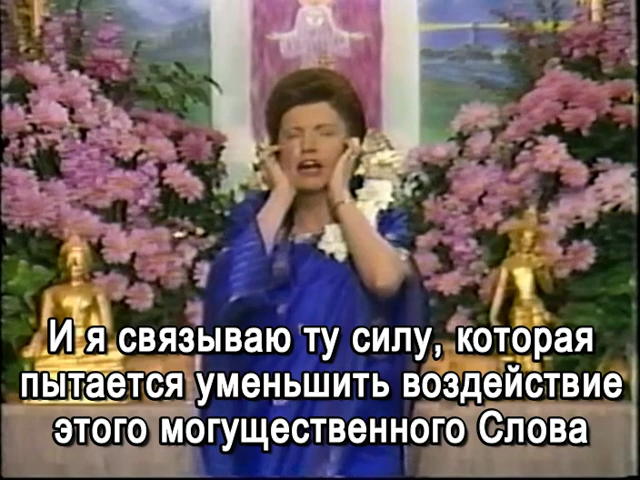 И я связываю ту силу, которая
пытается уменьшить воздействие
этого могущественного Слова